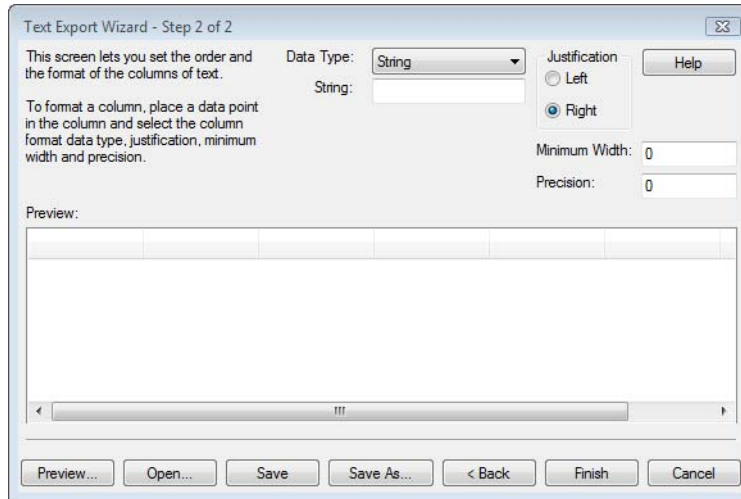 Text Export Wizard - Step 2 of 2
This screen lets you set the order and
the format of the columns of text.
To format a column, place a data point
in the column and select the column
format data type, justification, minimum
width and precision.
Data Type: String
String:
Justification
Left
Right
Help
Minimum Width: 0
Precision: 0
Preview:
Preview... Open... Save Save As... < Back Finish Cancel